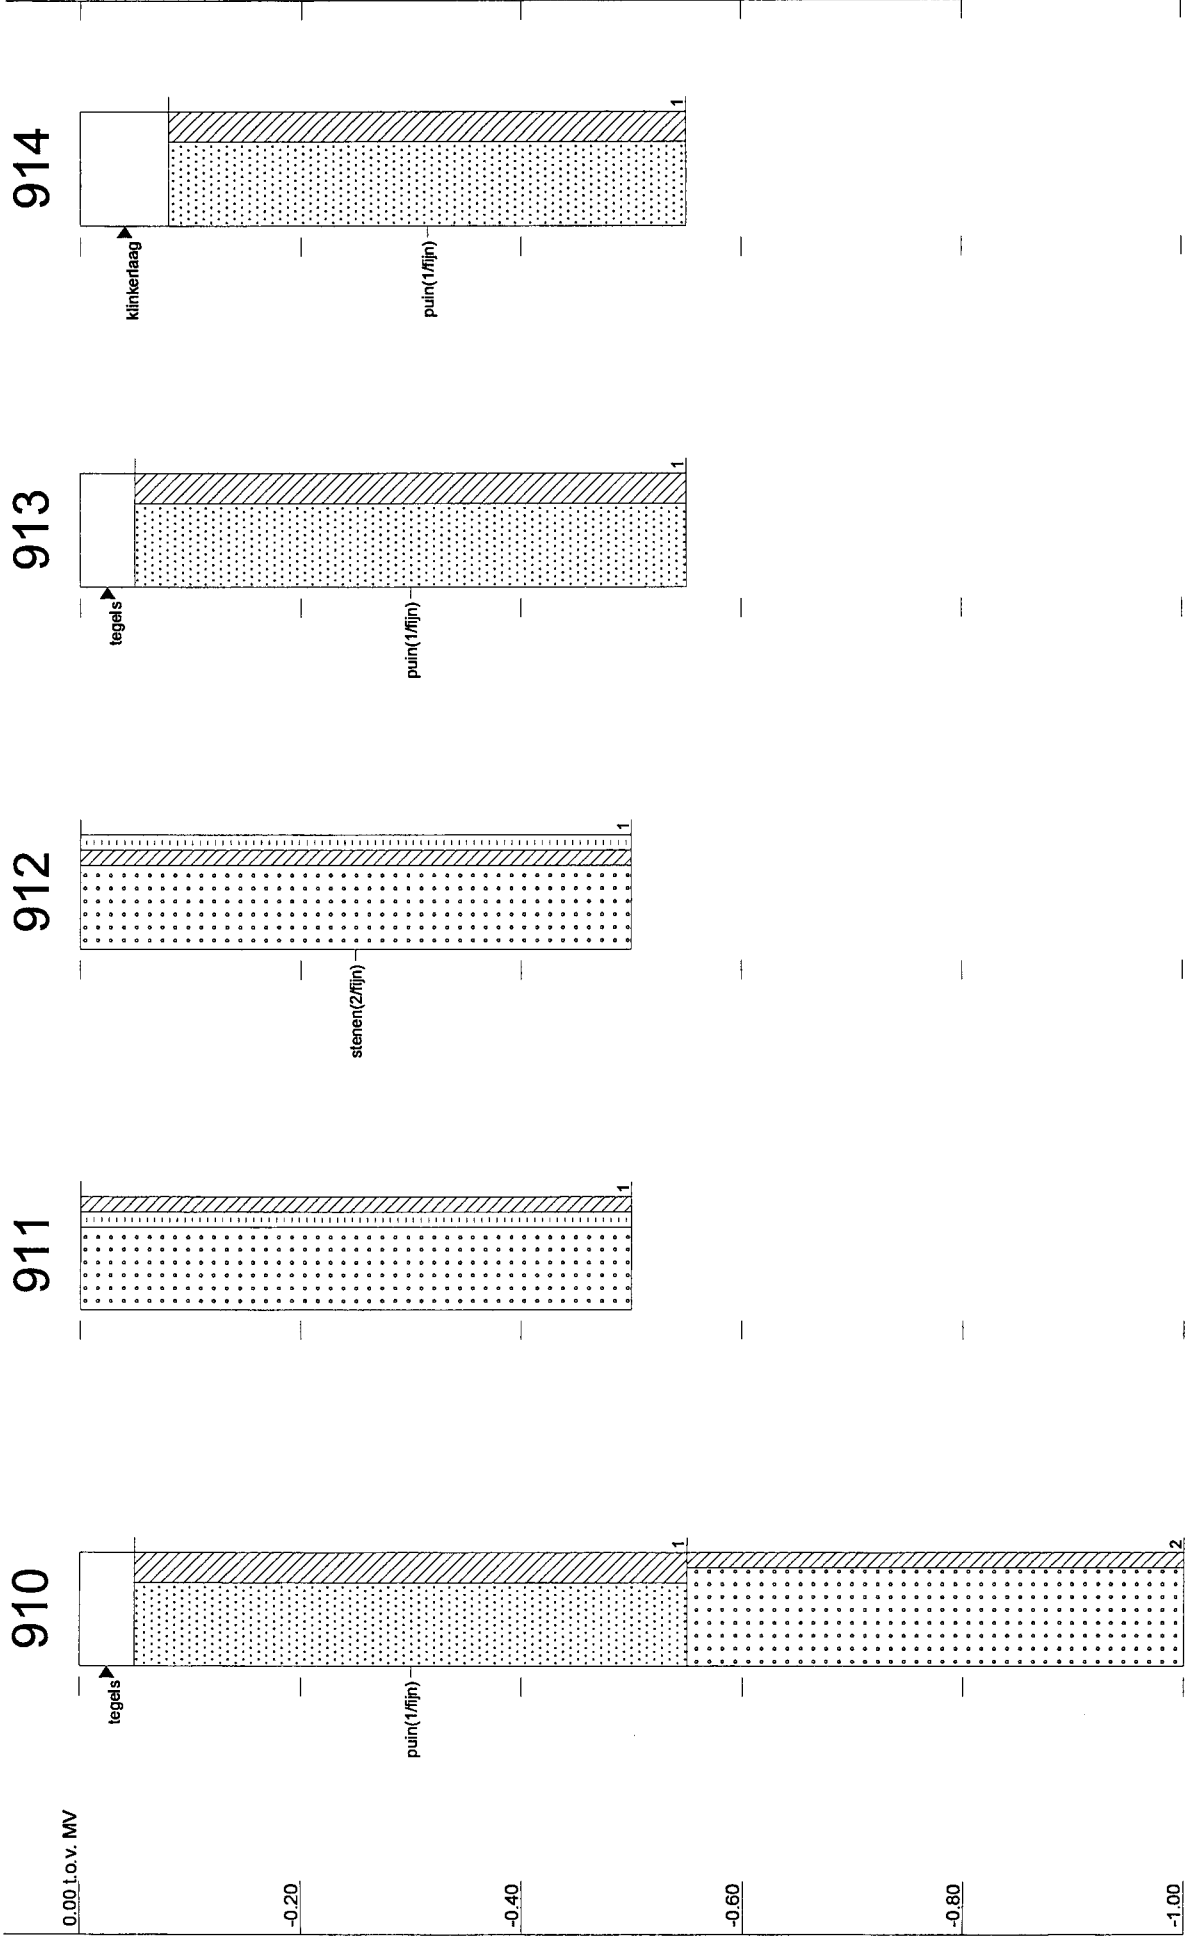 910
911
912
913
914
0.00 t.o.v. MV
-0.20
-0.40
-0.60
-0.80
-1.00
tegels
puin(1/fijn)
1
2
1
stenen(2/fijn)
1
tegels
puin(1/fijn)
1
klinkerlaag
puin(1/fijn)
1